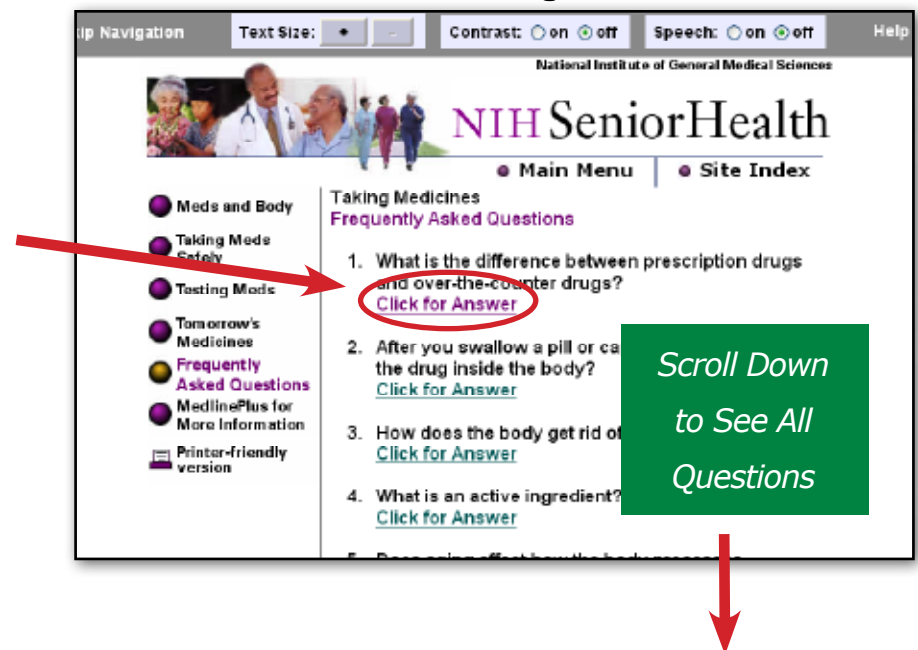 Navigation Text Size: + - Contrast: on off Speech: on off Help
National Institute of General Medical Sciences
NIH SeniorHealth
Main Menu Site Index
Meds and Body
Taking Meds
Safely
Testing Meds
Tomorrow's
Medicines
Frequently
Asked Questions
MedlinePlus for
More Information
Printer-friendly
version
Taking Medicines
Frequently Asked Questions
1. What is the difference between prescription drugs
and over-the-counter drugs?
Click for Answer
2. After you swallow a pill or
the drug inside the body?
Click for Answer
3. How does the body get rid of
Click for Answer
4. What is an active ingredient?
Click for Answer
Scroll Down
to See All
Questions